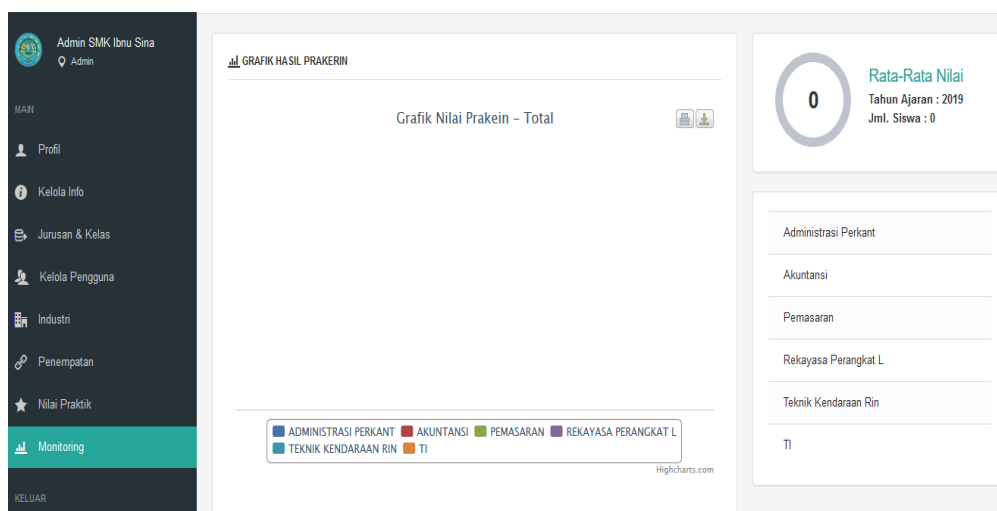 Admin SMK Ibnu Sina
Admin
MAIN
Profil
Kelola Info
Jurusan & Kelas
Kelola Pengguna
Industri
Penempatan
Nilai Praktik
Monitoring
KELUAR
GRAFIK HASIL PRAKERIN
Grafik Nilai Prakein - Total
ADMINISTRASI PERKANT AKUNTANSI PEMASARAN REKAYASA PERANGKAT L
TEKNIK KENDARAAN RIN TI
Highcharts.com
0
Rata-Rata Nilai
Tahun Ajaran : 2019
Jml. Siswa : 0
Administrasi Perkant
Akuntansi
Pemasaran
Rekayasa Perangkat L
Teknik Kendaraan Rin
TI